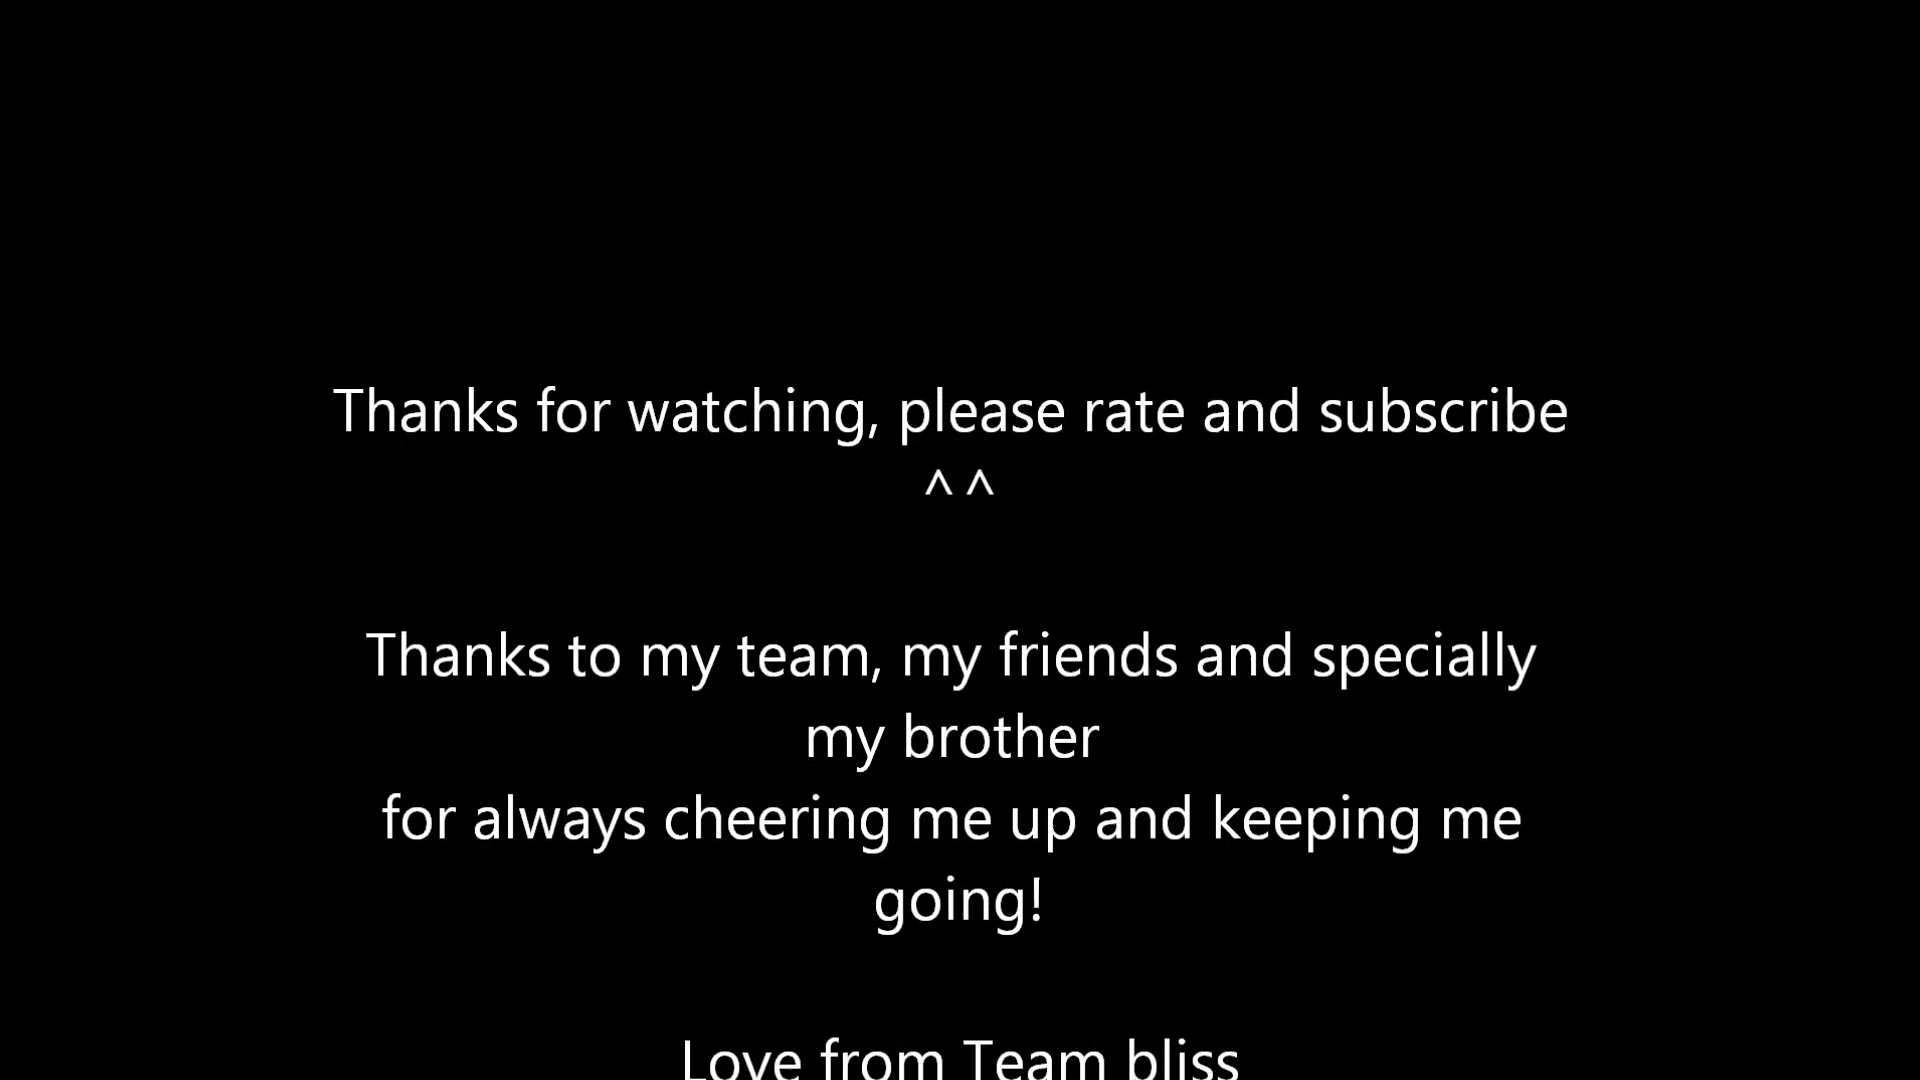 Thanks for watching, please rate and subscribe
^ ^
Thanks to my team, my friends and specially
my brother
for always cheering me up and keeping me
going!
Love from Team bliss